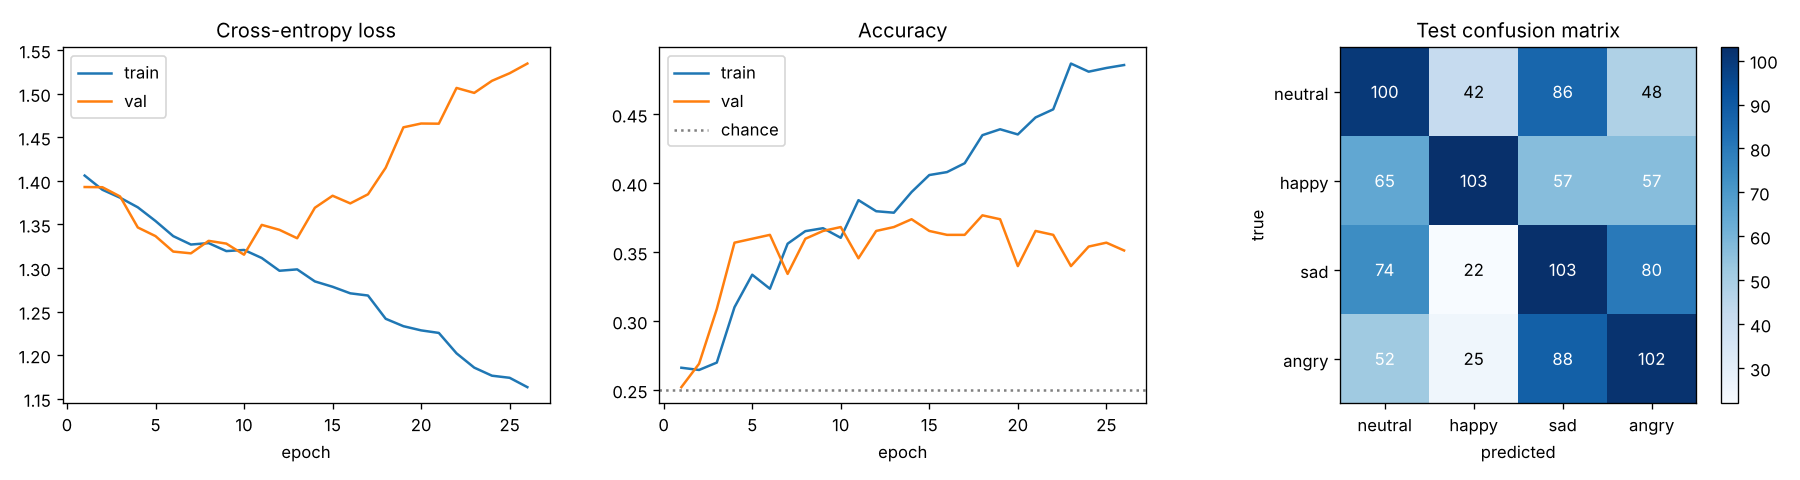 Cross-entropy loss
1.55
1.50
1.45
1.40
1.35
1.30
1.25
1.20
1.15
train
val
0 5 10 15 20 25
epoch
Accuracy
0.45
0.40
0.35
0.30
0.25
train
val
chance
0 5 10 15 20 25
epoch
Test confusion matrix
true
neutral 100 42 86 48
happy 65 103 57 57
sad 74 22 103 80
angry 52 25 88 102
neutral happy sad angry
predicted
100
90
80
70
60
50
40
30